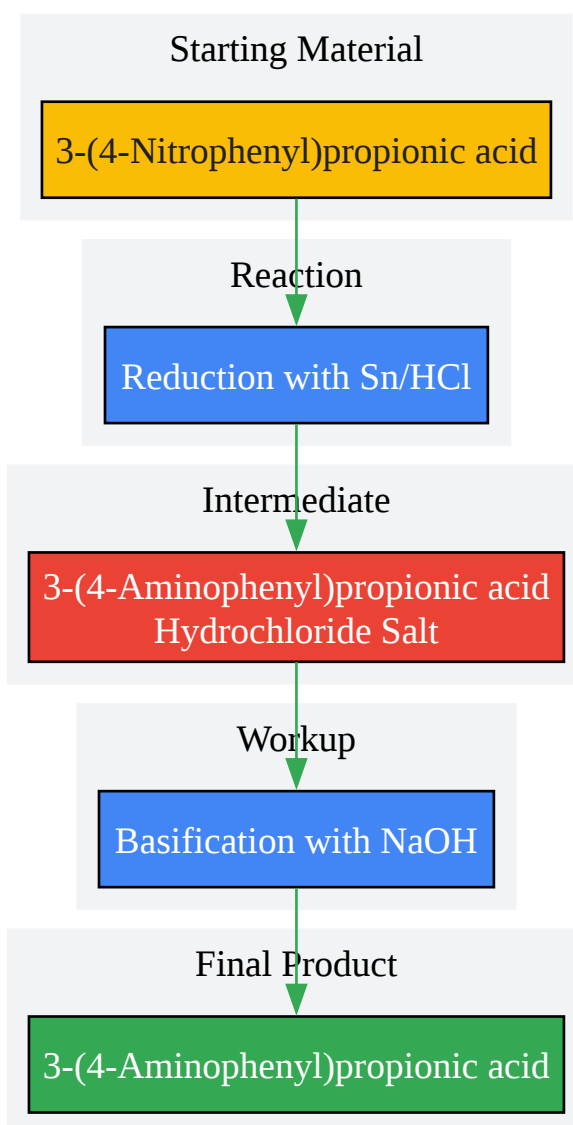 Starting Material
3-(4-Nitrophenyl)propionic acid
Reaction
Reduction with Sn/HCl
Intermediate
3-(4-Aminophenyl)propionic acid
Hydrochloride Salt
Workup
Basification with NaOH
Final Product
3-(4-Aminophenyl)propionic acid